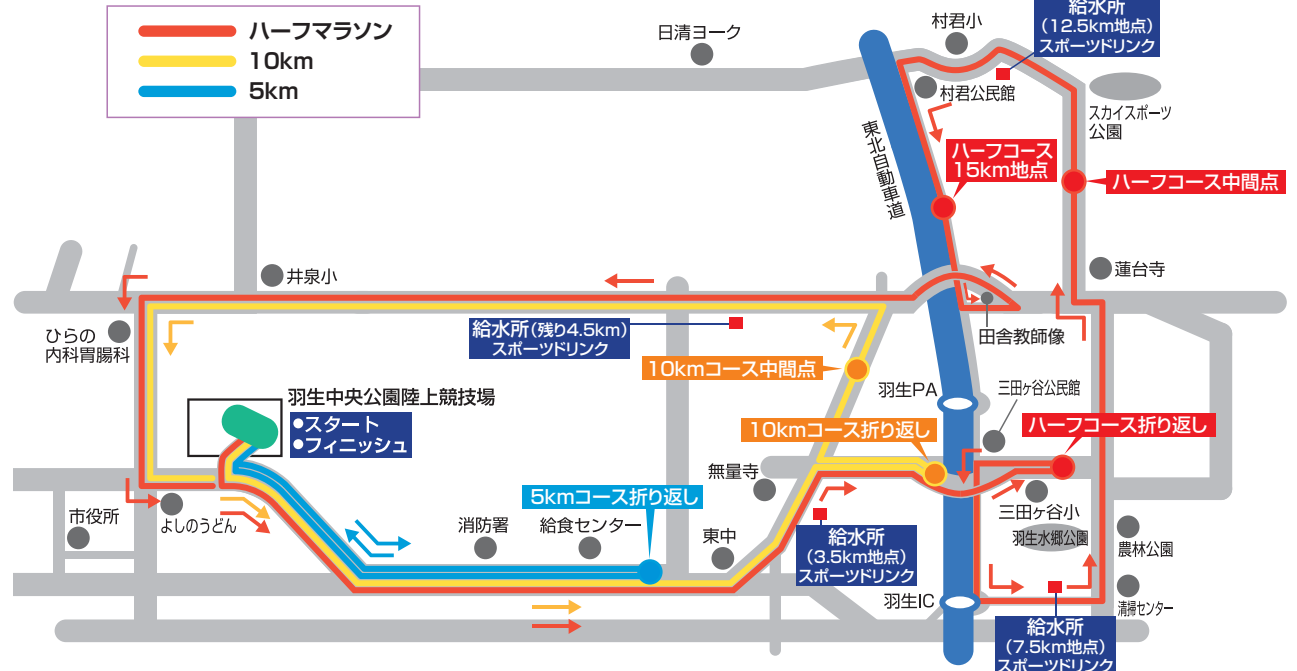 ハーフマラソン
10km
5km
日清ヨーク
村君小
給水所
(12.5km地点)
スポーツドリンク
村君公民館
スカイスポーツ
公園
東北自動車道
ハーフコース
15km地点
ハーフコース中間点
井泉小
蓮台寺
ひらの
内科胃腸科
給水所(残り4.5km)
スポーツドリンク
田舎教師像
10kmコース中間点
羽生PA
三田ヶ谷公民館
羽生中央公園陸上競技場
●スタート
●フィニッシュ
10kmコース折り返し
ハーフコース折り返し
無量寺
5kmコース折り返し
よしのうどん
市役所
消防署
給食センター
東中
給水所
(3.5km地点)
スポーツドリンク
三田ヶ谷小
羽生水郷公園
農林公園
羽生IC
清掃センター
給水所
(7.5km地点)
スポーツドリンク